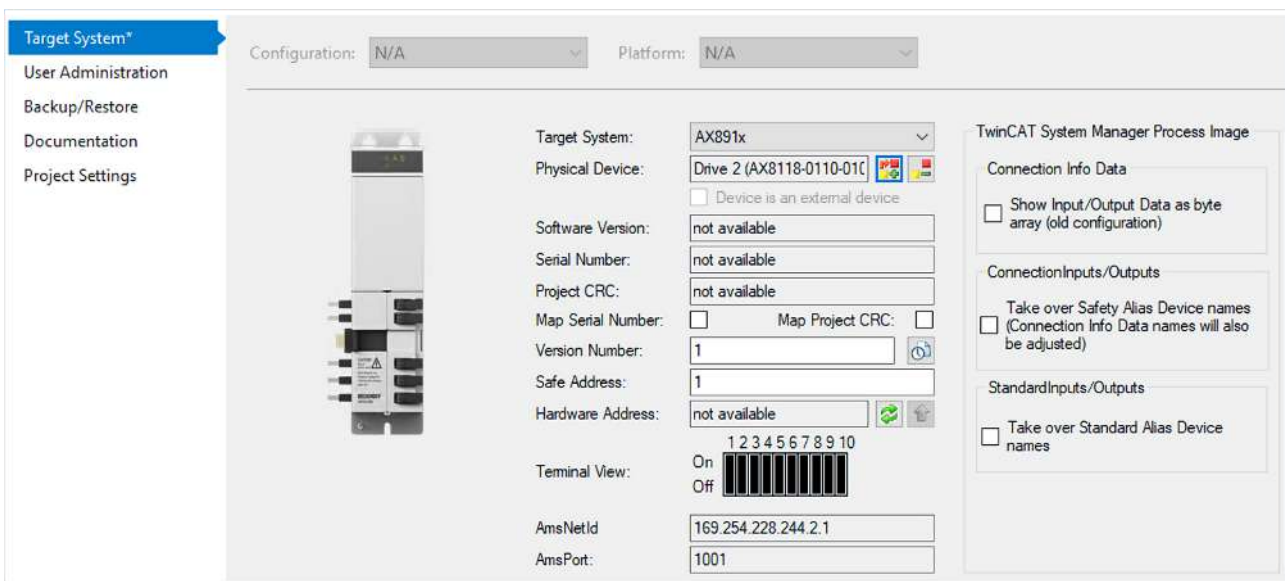 Target System*
User Administration
Backup/Restore
Documentation
Project Settings
Configuration: N/A
Platform: N/A
Target System: AX891x
Physical Device: Drive 2 (AX8118-0110-010
Device is an external device
Software Version: not available
Serial Number: not available
Project CRC: not available
Map Serial Number: Map Project CRC:
Version Number: 1
Safe Address: 1
Hardware Address: not available
1 2 3 4 5 6 7 8 9 10
Terminal View: On
Off
AmsNetId 169.254.228.244.2.1
AmsPort: 1001
TwinCAT System Manager Process Image
Connection Info Data
Show Input/Output Data as byte
array (old configuration)
ConnectionInputs/Outputs
Take over Safety Alias Device names
(Connection Info Data names will also
be adjusted)
StandardInputs/Outputs
Take over Standard Alias Device
names